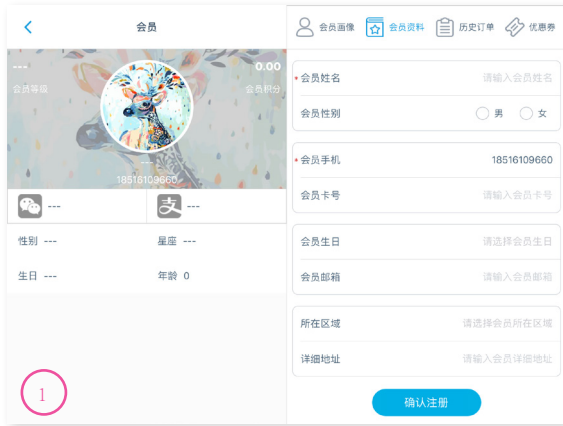 会员
---
0.00
会员等级
会员积分
---
18516109660
---
支 ---
性别 ---
星座 ---
生日 ---
年龄 0
1
会员画像
会员资料
历史订单
优惠券
* 会员姓名
请输入会员姓名
会员性别
男
女
* 会员手机
18516109660
会员卡号
请输入会员卡号
会员生日
请选择会员生日
会员邮箱
请输入会员邮箱
所在区域
请选择会员所在区域
详细地址
请输入会员详细地址
确认注册